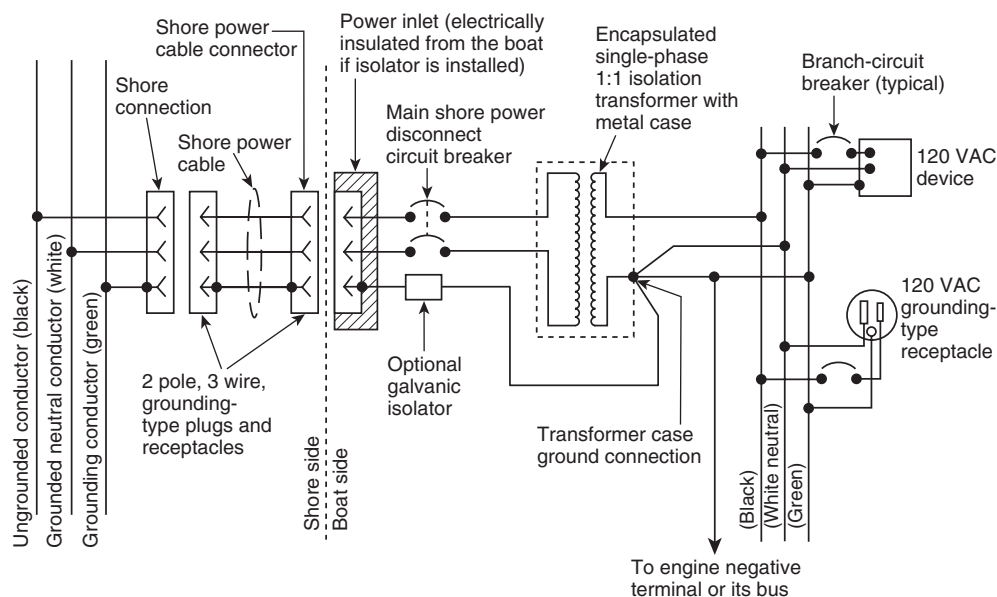 Shore power
cable connector
Power inlet (electrically
insulated from the boat
if isolator is installed)
Encapsulated
single-phase
1:1 isolation
transformer with
metal case
Branch-circuit
breaker (typical)
Shore
connection
Shore power
cable
Main shore power
disconnect
circuit breaker
120 VAC
device
120 VAC
grounding-
type
receptacle
2 pole, 3 wire,
grounding-
type plugs and
receptacles
Optional
galvanic
isolator
Transformer case
ground connection
Ungrounded conductor (black)
Grounded neutral conductor (white)
Grounding conductor (green)
Shore side
Boat side
(Black)
(White neutral)
(Green)
To engine negative
terminal or its bus